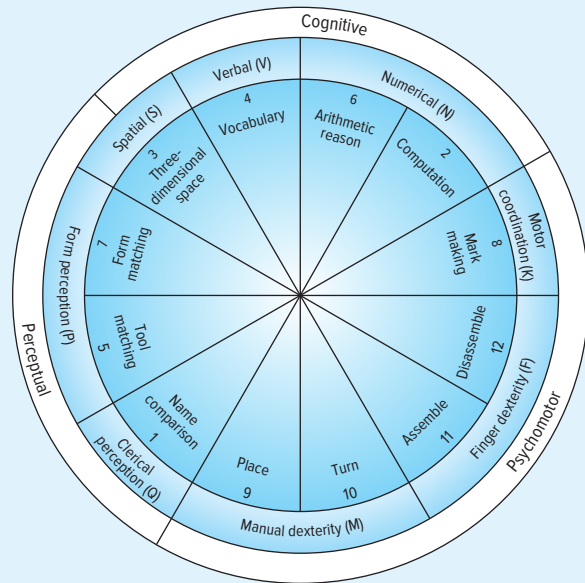 Cognitive
Verbal (V)
Numerical (N)
Spatial (S)
4
Vocabulary
6
Arithmetic
reason
3
Three-
dimensional
space
2
Computation
Motor
coordination (K)
8
Mark
making
7
Form
matching
Form perception (P)
5
Tool
matching
12
Disassemble
Finger dexterity (F)
Perceptual
Psychomotor
Name
comparison
1
Clerical
perception (Q)
Place
9
Turn
10
Assemble
11
Manual dexterity (M)